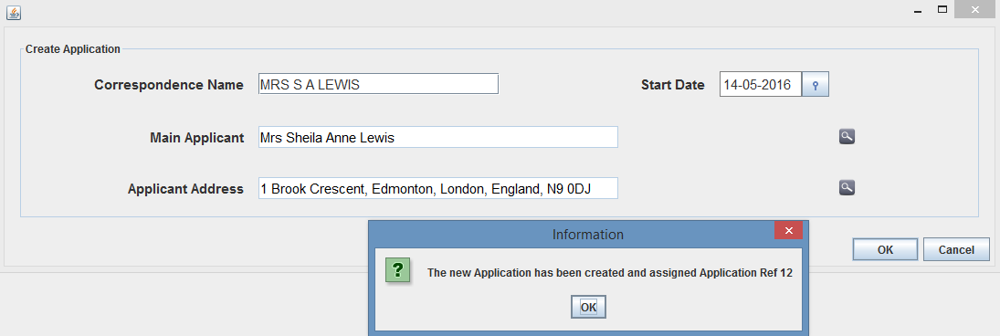 Create Application
Correspondence Name MRS S A LEWIS Start Date 14-05-2016
Main Applicant Mrs Sheila Anne Lewis
Applicant Address 1 Brook Crescent, Edmonton, London, England, N9 0DJ
Information
OK Cancel
? The new Application has been created and assigned Application Ref 12
OK